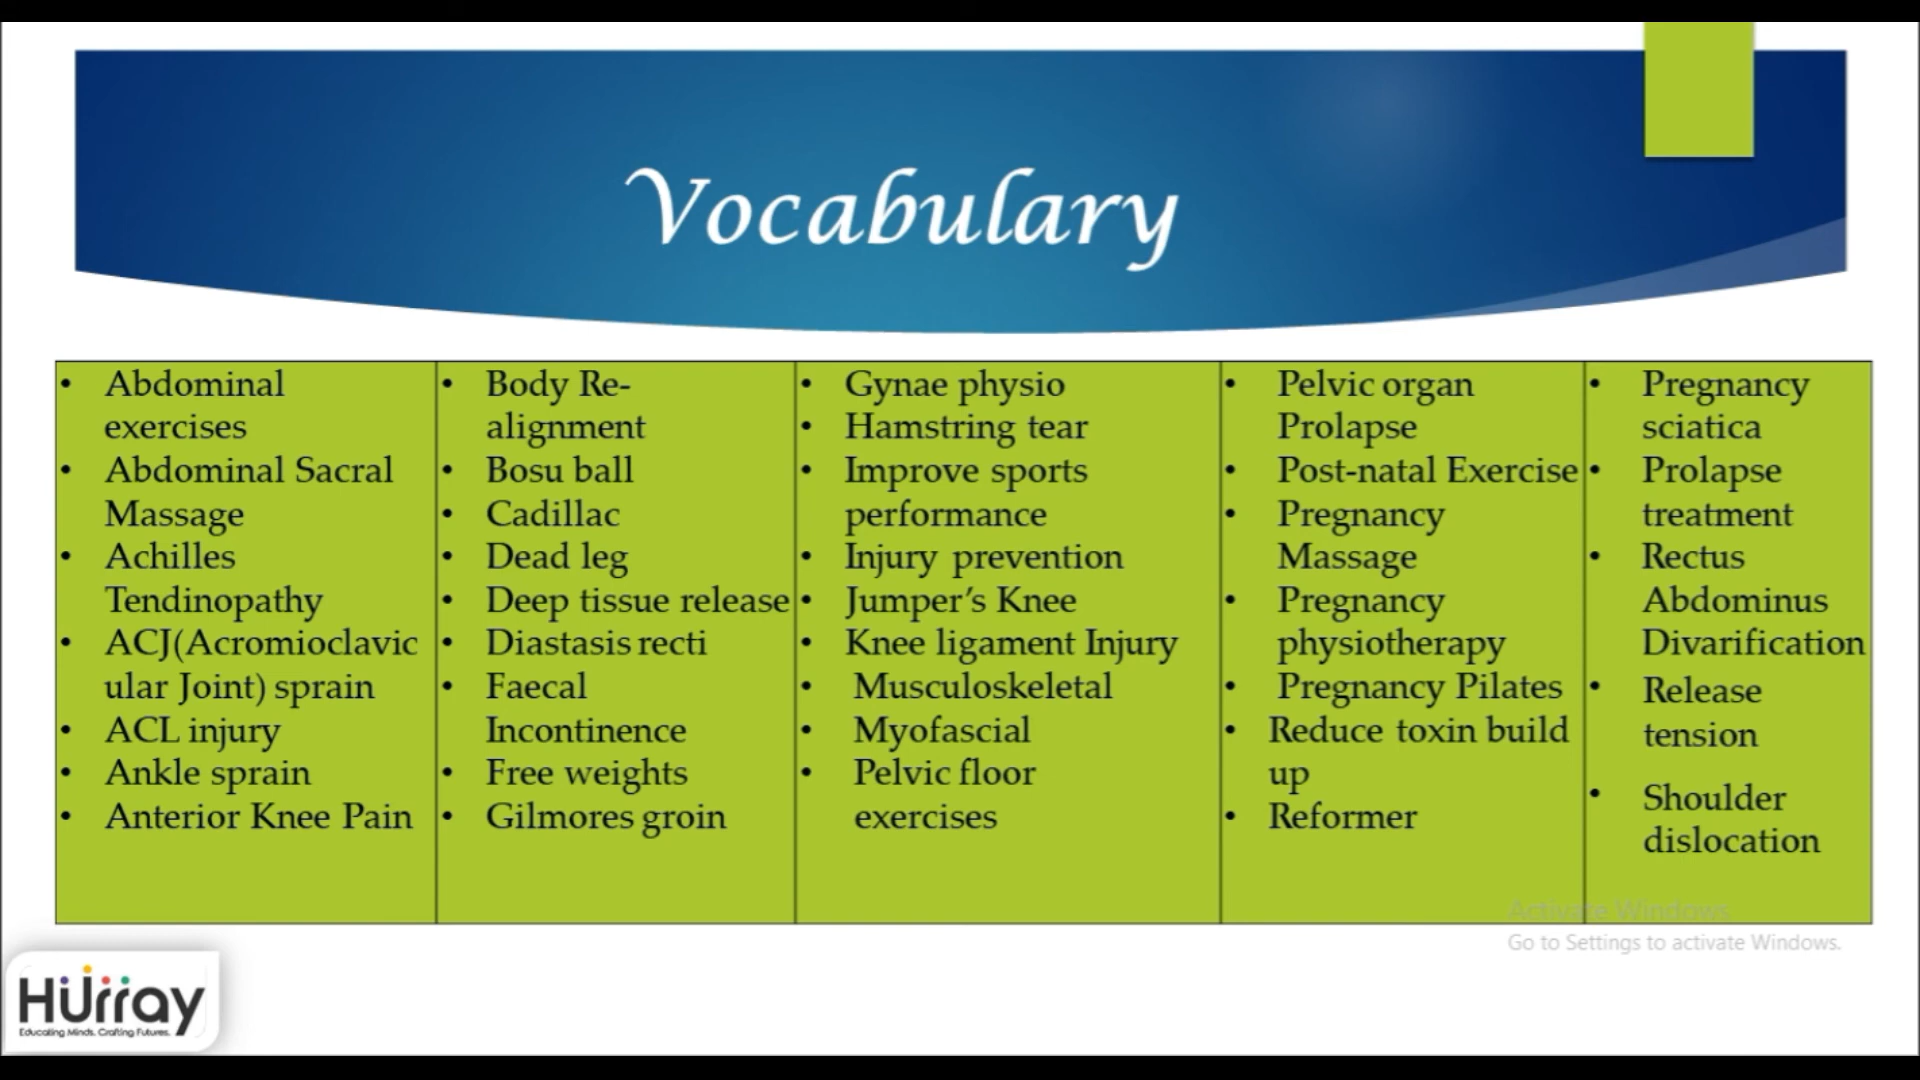 Vocabulary
• Abdominal
exercises
• Abdominal Sacral
Massage
• Achilles
Tendinopathy
• ACJ(Acromioclavic
ular Joint) sprain
• ACL injury
• Ankle sprain
• Anterior Knee Pain
• Body Re-
alignment
• Bosu ball
• Cadillac
• Dead leg
• Deep tissue release
• Diastasis recti
• Faecal
Incontinence
• Free weights
• Gilmores groin
• Gynae physio
• Hamstring tear
• Improve sports
performance
• Injury prevention
• Jumper’s Knee
• Knee ligament Injury
• Musculoskeletal
• Myofascial
• Pelvic floor
exercises
• Pelvic organ
Prolapse
• Post-natal Exercise
• Pregnancy
Massage
• Pregnancy
physiotherapy
• Pregnancy Pilates
• Reduce toxin build
up
• Reformer
• Pregnancy
sciatica
• Prolapse
treatment
• Rectus
Abdominus
Divarification
• Release
tension
• Shoulder
dislocation
Activate Windows
Go to Settings to activate Windows.
Hurray
Educating Minds. Crafting Futures.